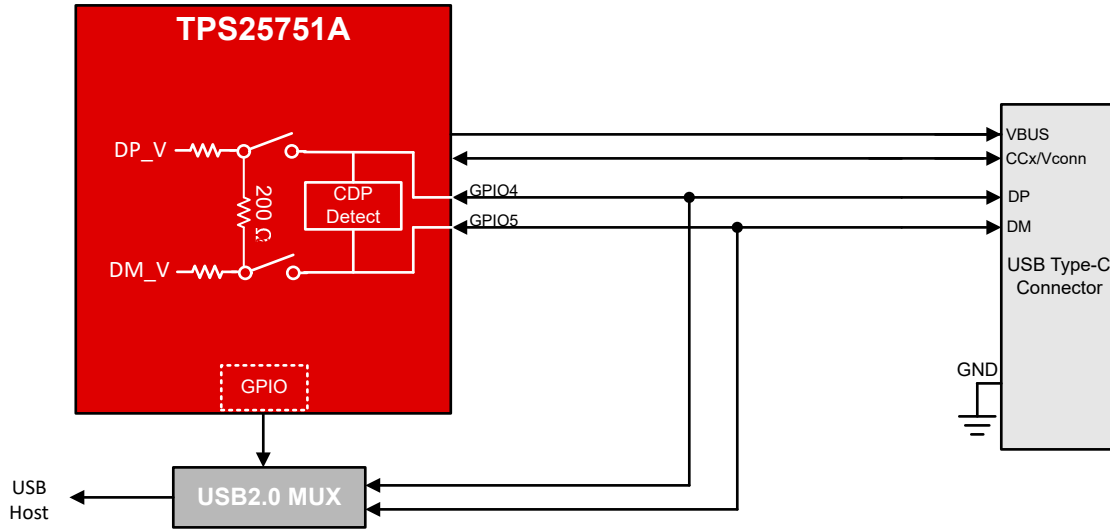 TPS25751A
DP_V
200 Ω
DM_V
CDP
Detect
GPIO4
GPIO5
VBUS
CCx/Vconn
DP
DM
USB Type-C
Connector
GND
GPIO
USB2.0 MUX
USB
Host